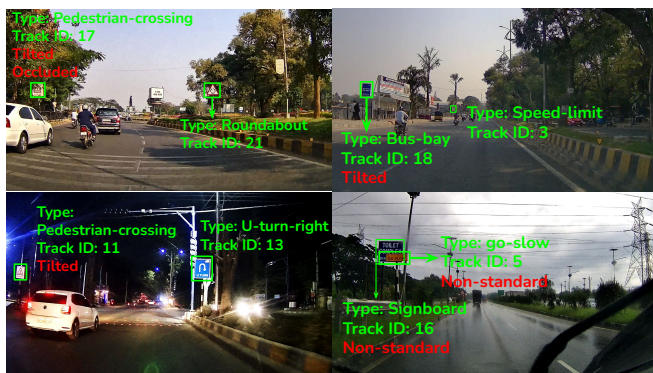 Type: Pedestrian-crossing
Track ID: 17
Tilted
Occluded
Type: Roundabout
Track ID: 21
Type: Speed-limit
Track ID: 3
Type: Bus-bay
Track ID: 18
Tilted
Type:
Pedestrian-crossing
Track ID: 11
Tilted
Type: U-turn-right
Track ID: 13
U TURN
TOILET
Type: go-slow
Track ID: 5
Non-standard
Type: Signboard
Track ID: 16
Non-standard